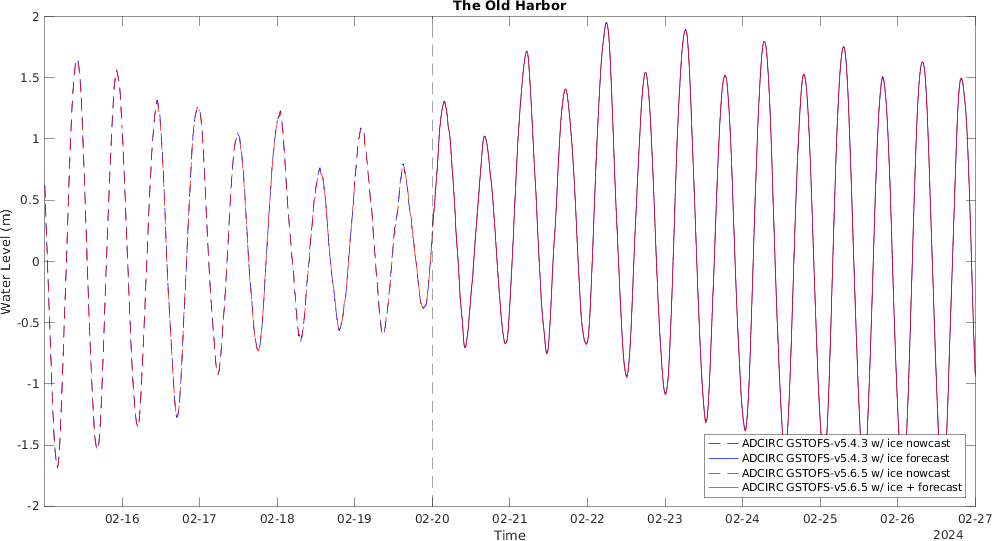 The Old Harbor
2
1.5
1
0.5
0
-0.5
-1
-1.5
-2
Water Level (m)
ADCIRC GSTOFS-v5.4.3 w/ ice nowcast
ADCIRC GSTOFS-v5.4.3 w/ ice forecast
ADCIRC GSTOFS-v5.6.5 w/ ice nowcast
ADCIRC GSTOFS-v5.6.5 w/ ice + forecast
02-16 02-17 02-18 02-19 02-20 02-21 02-22 02-23 02-24 02-25 02-26 02-27
Time 2024